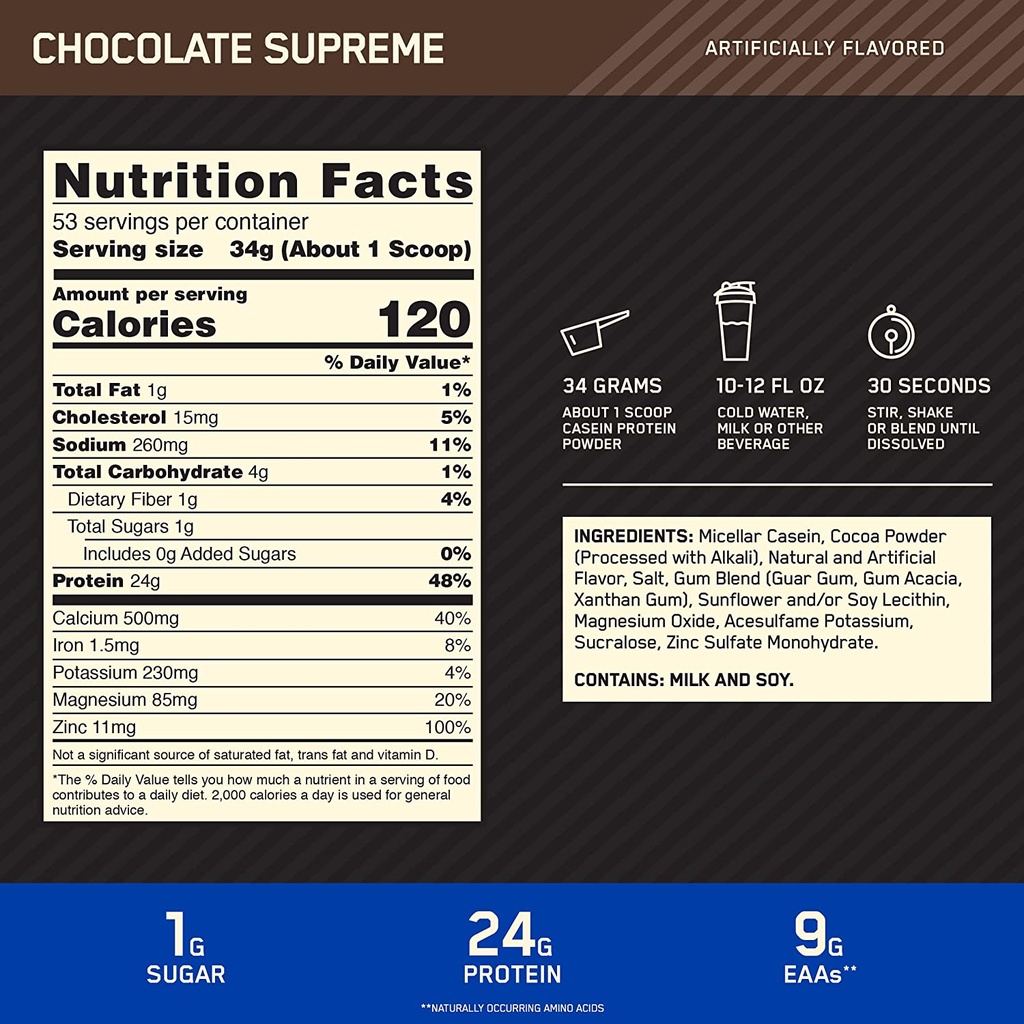 CHOCOLATE SUPREME
ARTIFICIALLY FLAVORED
Nutrition Facts
53 servings per container
Serving size 34g (About 1 Scoop)
Amount per serving
Calories 120
% Daily Value*
Total Fat 1g 1%
Cholesterol 15mg 5%
Sodium 260mg 11%
Total Carbohydrate 4g 1%
Dietary Fiber 1g 4%
Total Sugars 1g
Includes 0g Added Sugars 0%
Protein 24g 48%
Calcium 500mg 40%
Iron 1.5mg 8%
Potassium 230mg 4%
Magnesium 85mg 20%
Zinc 11mg 100%
Not a significant source of saturated fat, trans fat and vitamin D.
*The % Daily Value tells you how much a nutrient in a serving of food
contributes to a daily diet. 2,000 calories a day is used for general
nutrition advice.
34 GRAMS
ABOUT 1 SCOOP
CASEIN PROTEIN
POWDER
10-12 FL OZ
COLD WATER,
MILK OR OTHER
BEVERAGE
30 SECONDS
STIR, SHAKE
OR BLEND UNTIL
DISSOLVED
INGREDIENTS: Micellar Casein, Cocoa Powder
(Processed with Alkali), Natural and Artificial
Flavor, Salt, Gum Blend (Guar Gum, Gum Acacia,
Xanthan Gum), Sunflower and/or Soy Lecithin,
Magnesium Oxide, Acesulfame Potassium,
Sucralose, Zinc Sulfate Monohydrate.
CONTAINS: MILK AND SOY.
1G
SUGAR
24G
PROTEIN
9G
EAAs**
**NATURALLY OCCURRING AMINO ACIDS